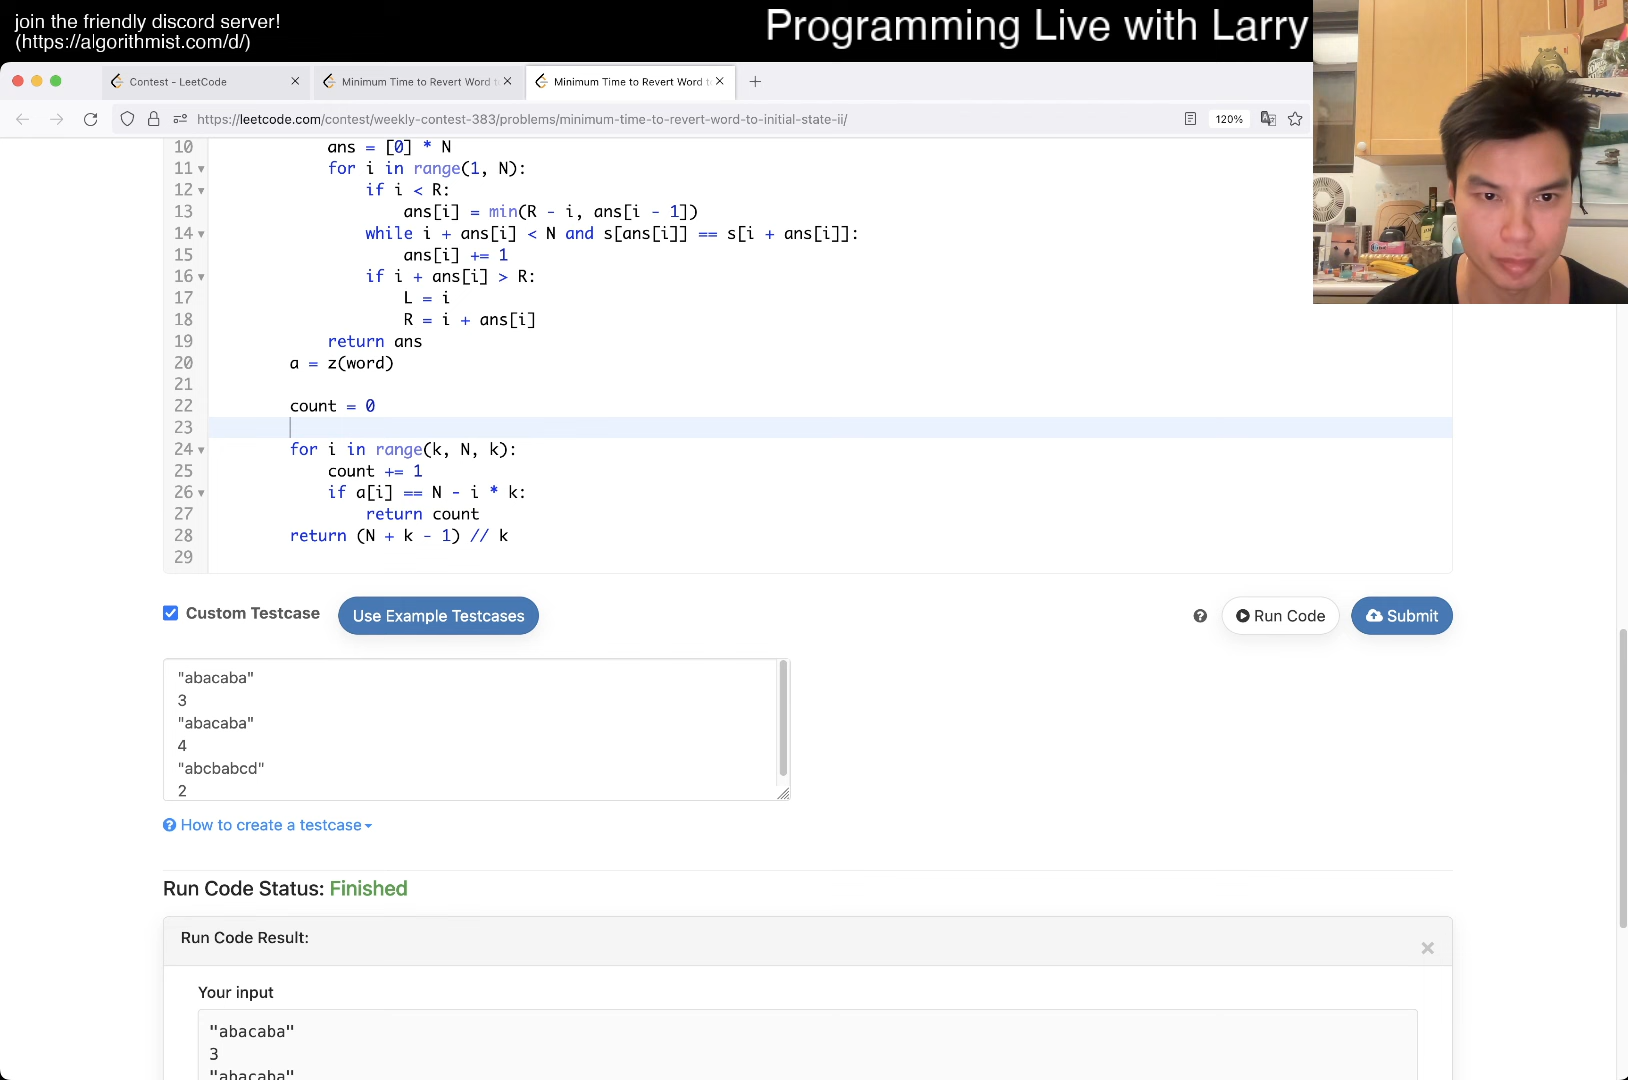 join the friendly discord server!
(https://algorithmist.com/d/)
Programming Live with Larry
Contest - LeetCode
Minimum Time to Revert Word t
Minimum Time to Revert Word t
https://leetcode.com/contest/weekly-contest-383/problems/minimum-time-to-revert-word-to-initial-state-ii/
120%
10 ans = [0] * N
11 for i in range(1, N):
12 if i < R:
13 ans[i] = min(R - i, ans[i - 1])
14 while i + ans[i] < N and s[ans[i]] == s[i + ans[i]]:
15 ans[i] += 1
16 if i + ans[i] > R:
17 L = i
18 R = i + ans[i]
19 return ans
20 a = z(word)
21
22 count = 0
23
24 for i in range(k, N, k):
25 count += 1
26 if a[i] == N - i * k:
27 return count
28 return (N + k - 1) // k
29
Custom Testcase
Use Example Testcases
Run Code
Submit
"abacaba"
3
"abacaba"
4
"abcbabcd"
2
How to create a testcase
Run Code Status: Finished
Run Code Result:
×
Your input
"abacaba"
3
"abacaba"